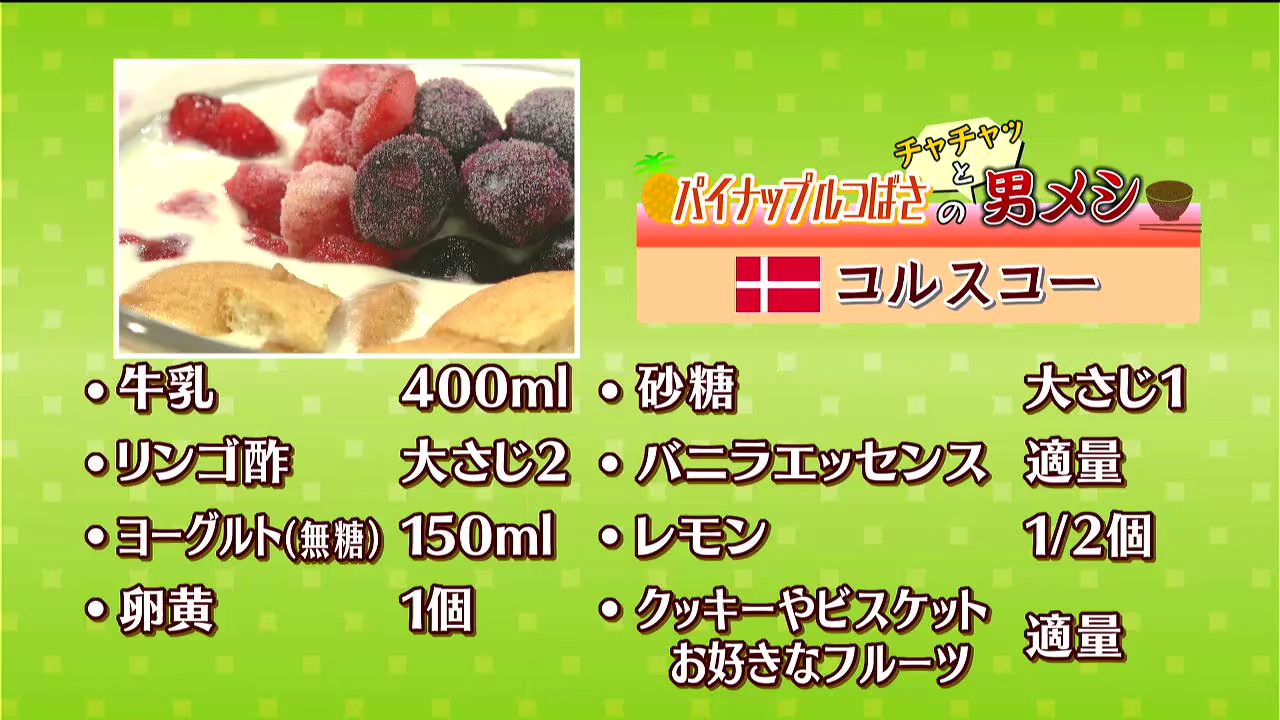 チャチャッ
と
パイナップルつばさの男メシ
コルスコー
•牛乳 400ml
•リンゴ酢 大さじ2
•ヨーグルト(無糖) 150ml
•卵黄 1個
•砂糖 大さじ1
•バニラエッセンス 適量
•レモン 1/2個
•クッキーやビスケット
お好きなフルーツ 適量